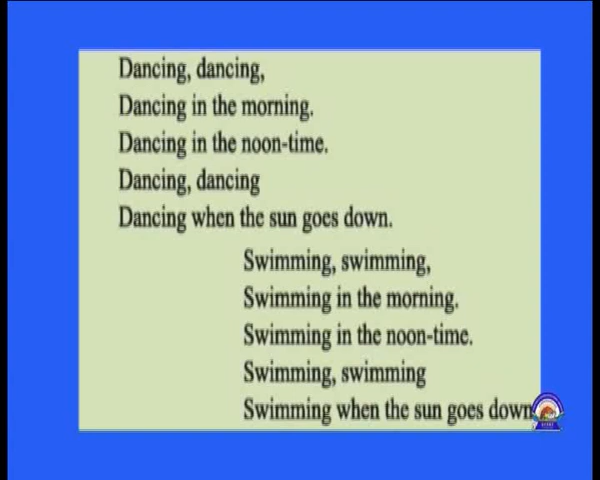 Dancing, dancing,
Dancing in the morning.
Dancing in the noon-time.
Dancing, dancing
Dancing when the sun goes down.
Swimming, swimming,
Swimming in the morning.
Swimming in the noon-time.
Swimming, swimming
Swimming when the sun goes down